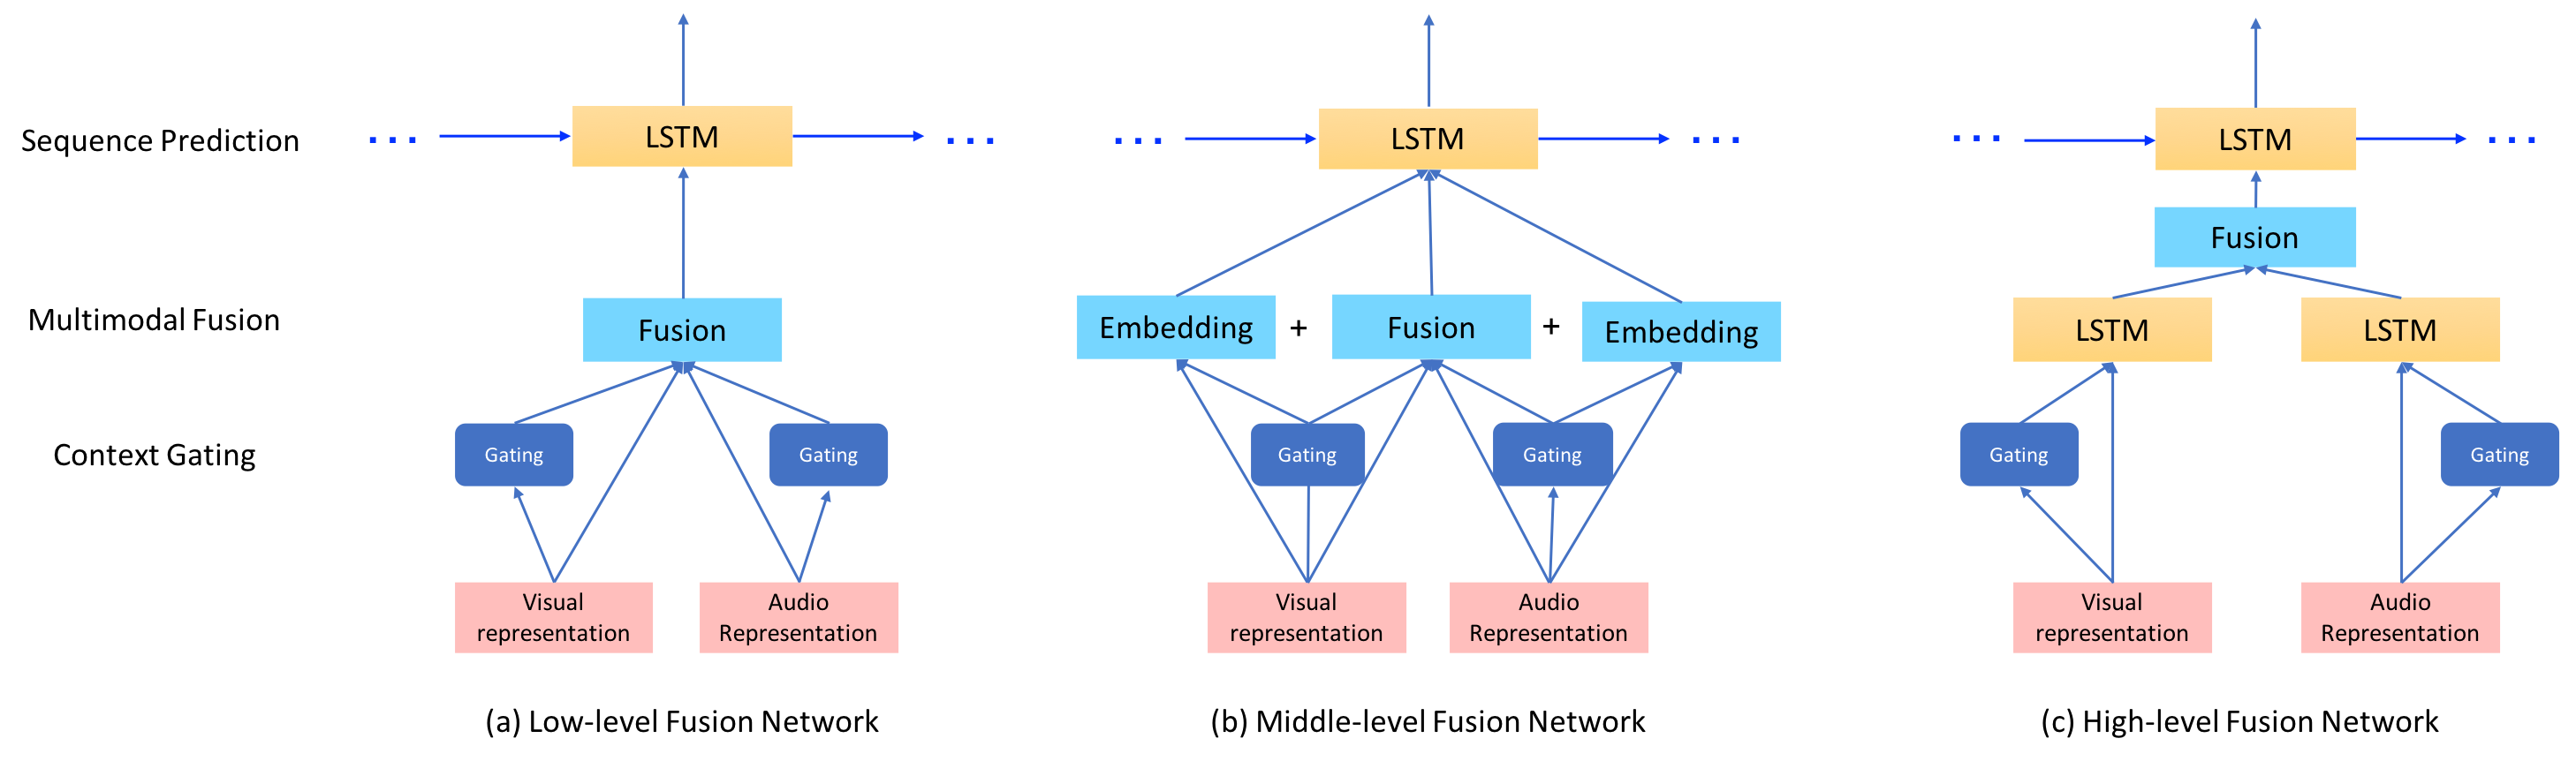 Sequence Prediction
... LSTM ...
... LSTM ...
... LSTM ...
Fusion
Multimodal Fusion
Fusion
Embedding + Fusion + Embedding
LSTM LSTM
Context Gating
Gating Gating
Gating Gating
Gating Gating
Visual
representation
Audio
Representation
Visual
representation
Audio
Representation
Visual
representation
Audio
Representation
(a) Low-level Fusion Network
(b) Middle-level Fusion Network
(c) High-level Fusion Network